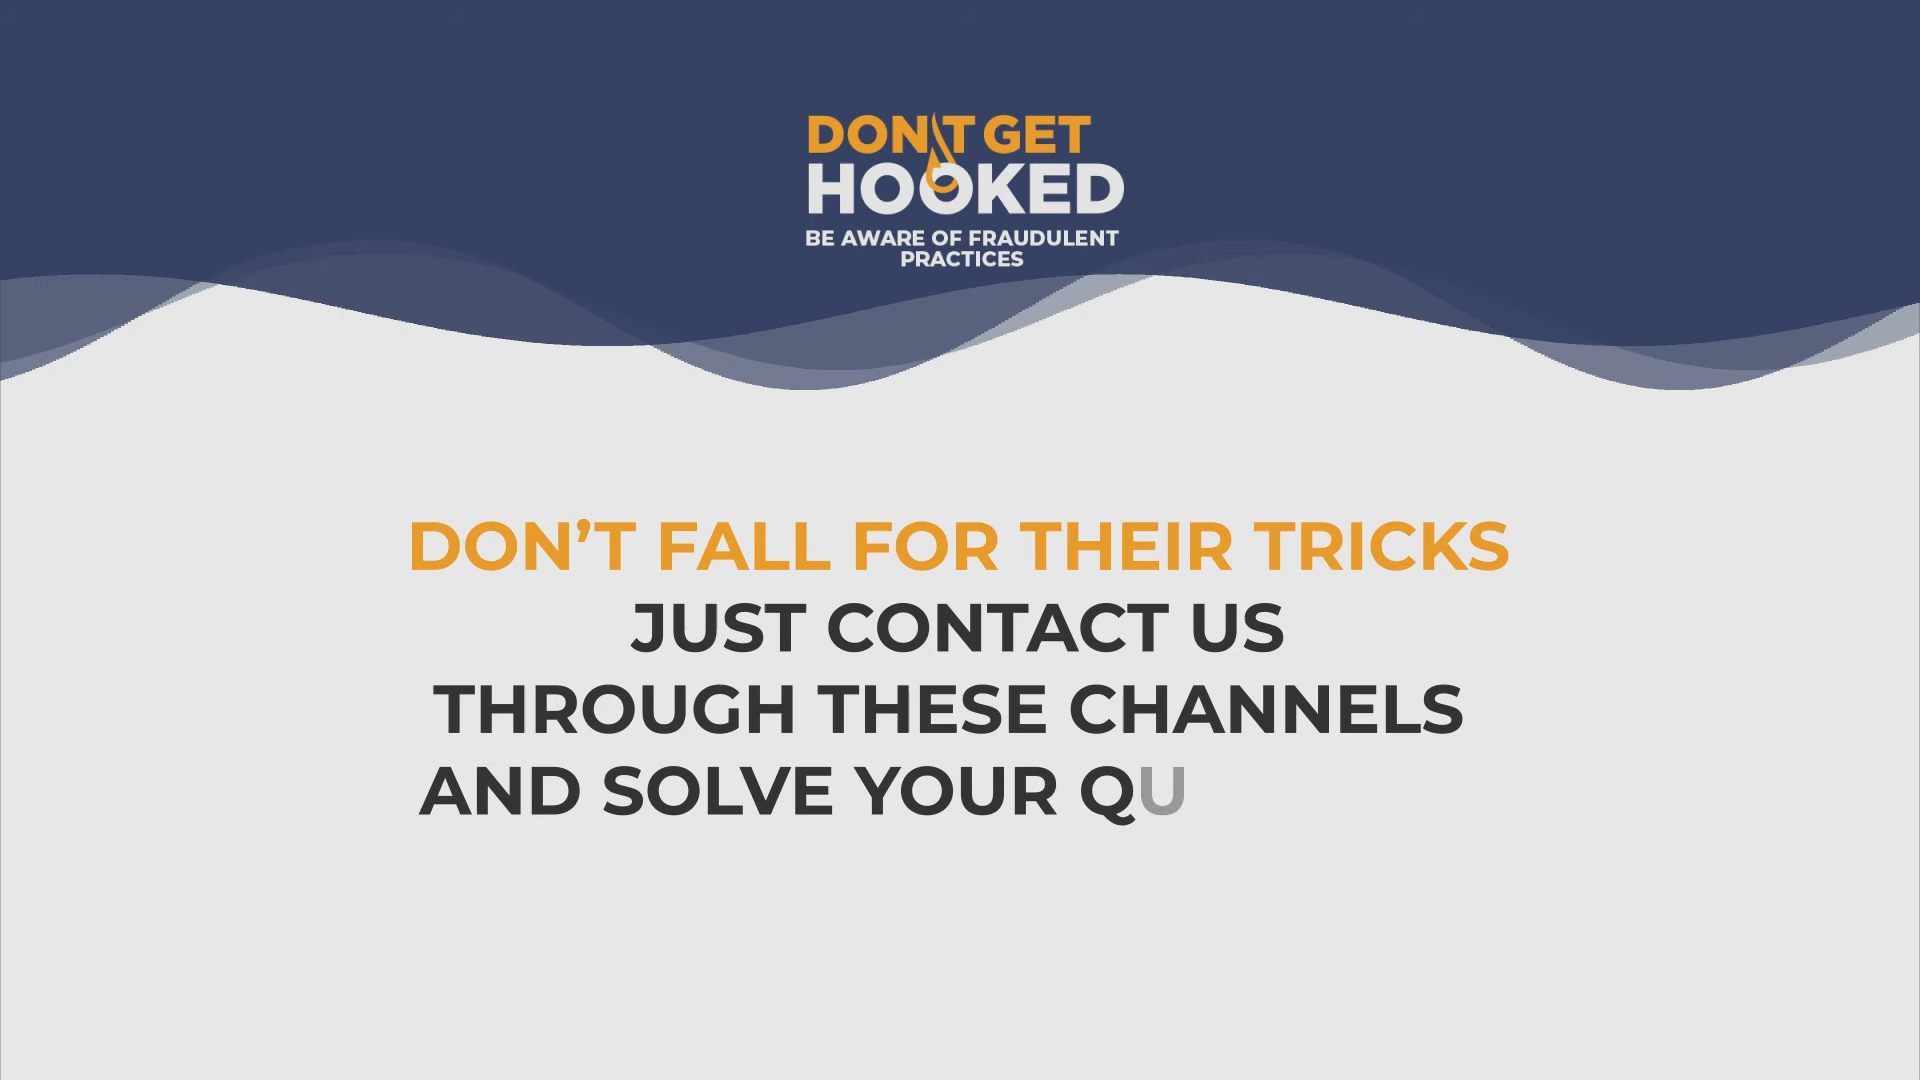 DON'T GET
HOOKED
BE AWARE OF FRAUDULENT
PRACTICES
DON’T FALL FOR THEIR TRICKS
JUST CONTACT US
THROUGH THESE CHANNELS
AND SOLVE YOUR QU